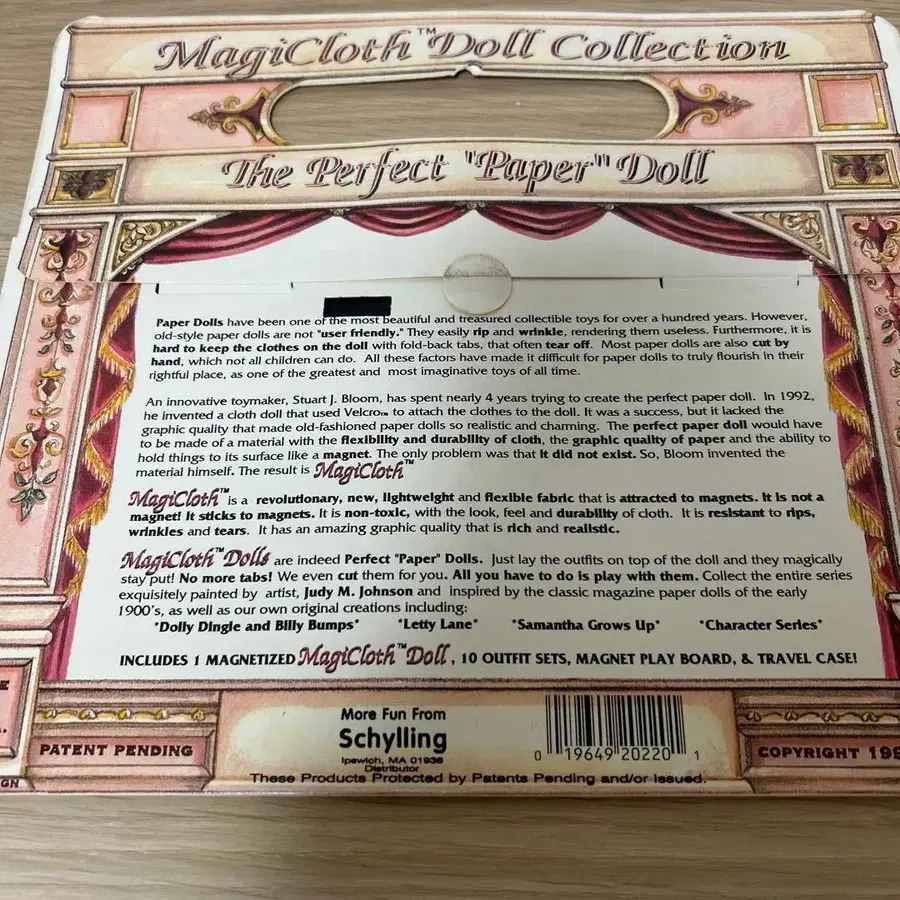 MagiCloth™ Doll Collection
The Perfect "Paper" Doll
Paper Dolls have been one of the most beautiful and treasured collectible toys for over a hundred years. However,
old-style paper dolls are not "user friendly." They easily rip and wrinkle, rendering them useless. Furthermore, it is
hard to keep the clothes on the doll with fold-back tabs, that often tear off. Most paper dolls are also cut by
hand, which not all children can do. All these factors have made it difficult for paper dolls to truly flourish in their
rightful place, as one of the greatest and most imaginative toys of all time.
An innovative toymaker, Stuart J. Bloom, has spent nearly 4 years trying to create the perfect paper doll. In 1992,
he invented a cloth doll that used Velcro™ to attach the clothes to the doll. It was a success, but it lacked the
graphic quality that made old-fashioned paper dolls so realistic and charming. The perfect paper doll would have
to be made of a material with the flexibility and durability of cloth, the graphic quality of paper and the ability to
hold things to its surface like a magnet. The only problem was that it did not exist. So, Bloom invented the
material himself. The result is MagiCloth™
MagiCloth™ is a revolutionary, new, lightweight and flexible fabric that is attracted to magnets. It is not a
magnet! It sticks to magnets. It is non-toxic, with the look, feel and durability of cloth. It is resistant to rips,
wrinkles and tears. It has an amazing graphic quality that is rich and realistic.
MagiCloth™ Dolls are indeed Perfect "Paper" Dolls. Just lay the outfits on top of the doll and they magically
stay put! No more tabs! We even cut them for you. All you have to do is play with them. Collect the entire series
exquisitely painted by artist, Judy M. Johnson and inspired by the classic magazine paper dolls of the early
1900's, as well as our own original creations including:
"Dolly Dingle and Billy Bumps" "Letty Lane" "Samantha Grows Up" "Character Series"
INCLUDES 1 MAGNETIZED MagiCloth™ Doll, 10 OUTFIT SETS, MAGNET PLAY BOARD, & TRAVEL CASE!
PATENT PENDING
More Fun From
Schylling
Ipswich, MA 01938
Distributor
0 19649 20220 1
COPYRIGHT 199
These Products Protected by Patents Pending and/or Issued.